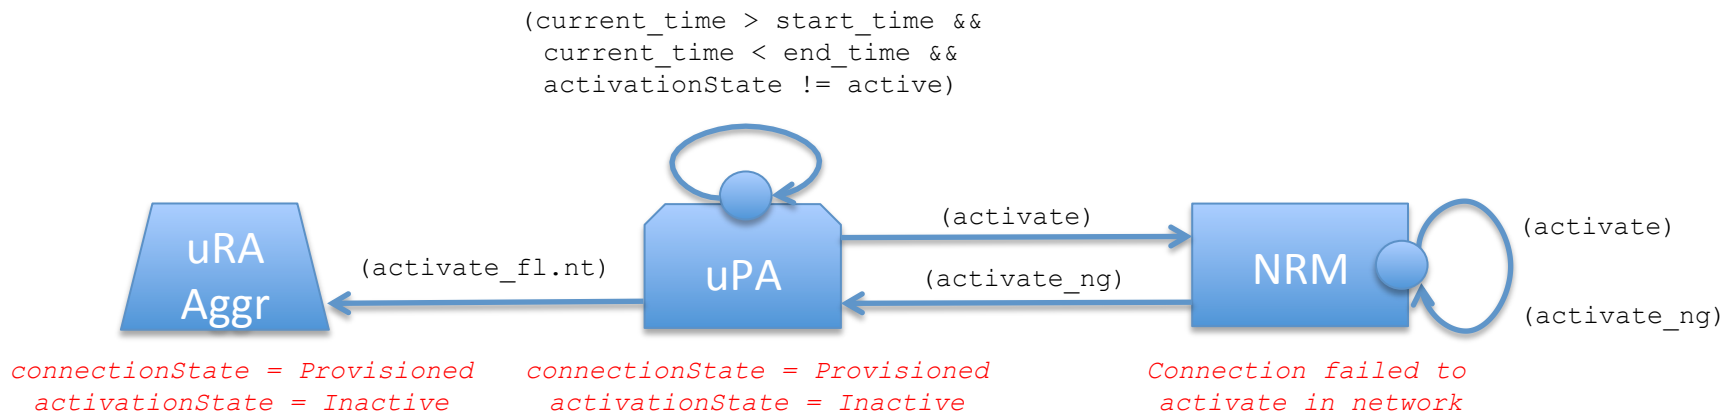 (current_time > start_time &&
current_time < end_time &&
activationState != active)
uRA
Aggr
(activate_fl.nt)
uPA
(activate)
(activate_ng)
NRM
(activate)
(activate_ng)
connectionState = Provisioned
activationState = Inactive
connectionState = Provisioned
activationState = Inactive
Connection failed to
activate in network